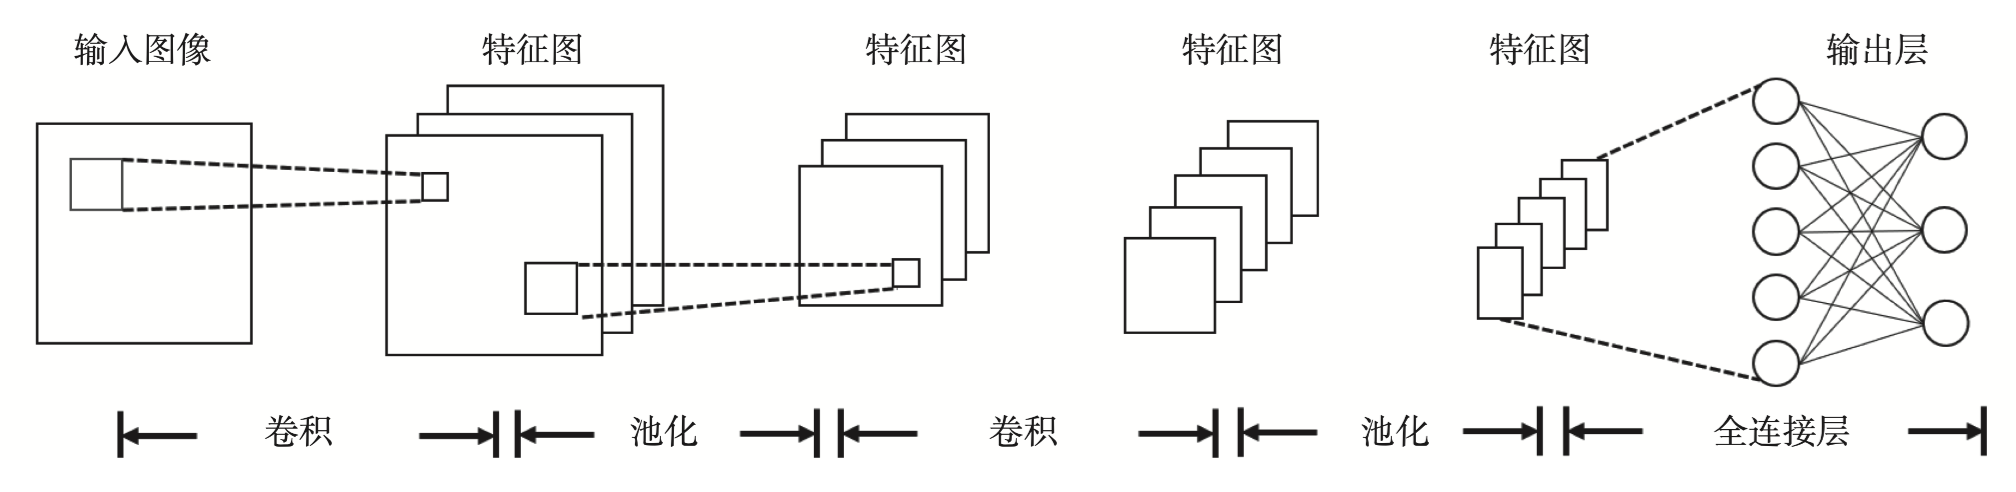 输入图像
特征图
特征图
特征图
特征图
输出层
卷积
池化
卷积
池化
全连接层